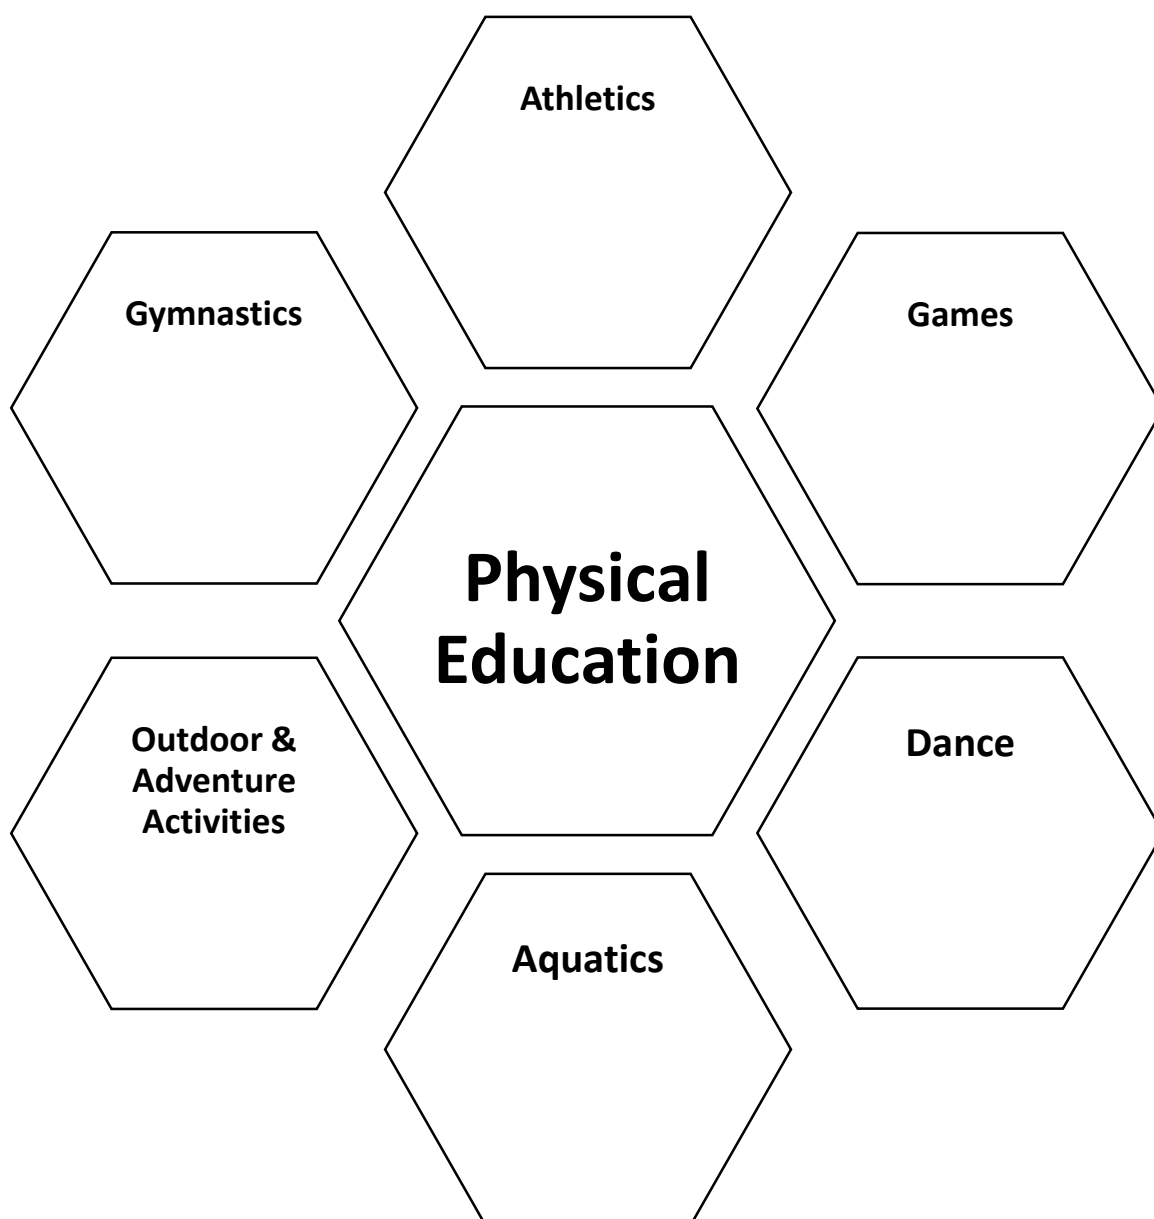 Athletics
Gymnastics
Games
Physical
Education
Outdoor &
Adventure
Activities
Dance
Aquatics